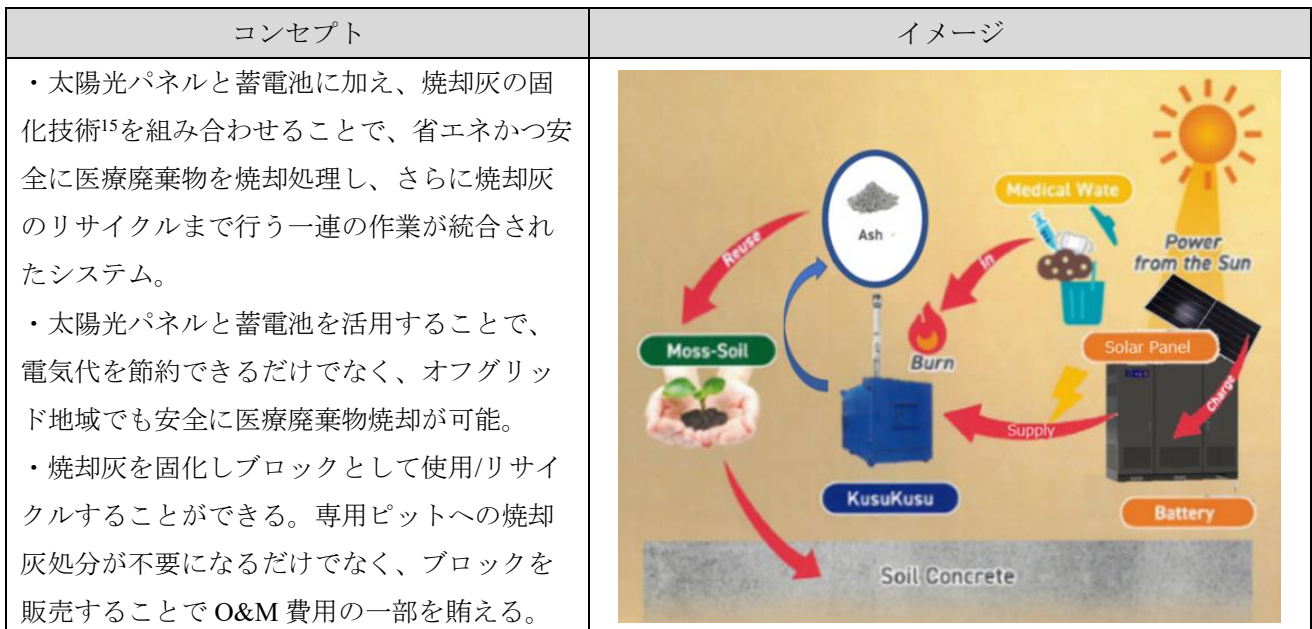 コンセプト
イメージ
・太陽光パネルと蓄電池に加え、焼却灰の固
化技術15を組み合わせることで、省エネかつ安
全に医療廃棄物を焼却処理し、さらに焼却灰
のリサイクルまで行う一連の作業が統合され
たシステム。
・太陽光パネルと蓄電池を活用することで、
電気代を節約できるだけでなく、オフグリッ
ド地域でも安全に医療廃棄物焼却が可能。
・焼却灰を固化しブロックとして使用/リサイ
クルすることができる。専用ピットへの焼却
灰処分が不要になるだけでなく、ブロックを
販売することで O&M 費用の一部を賄える。
Medical Wate
Ash
Reuse
In
Power
from the Sun
Moss-Soil
Burn
Solar Panel
Charge
Supply
KusuKusu
Battery
Soil Concrete